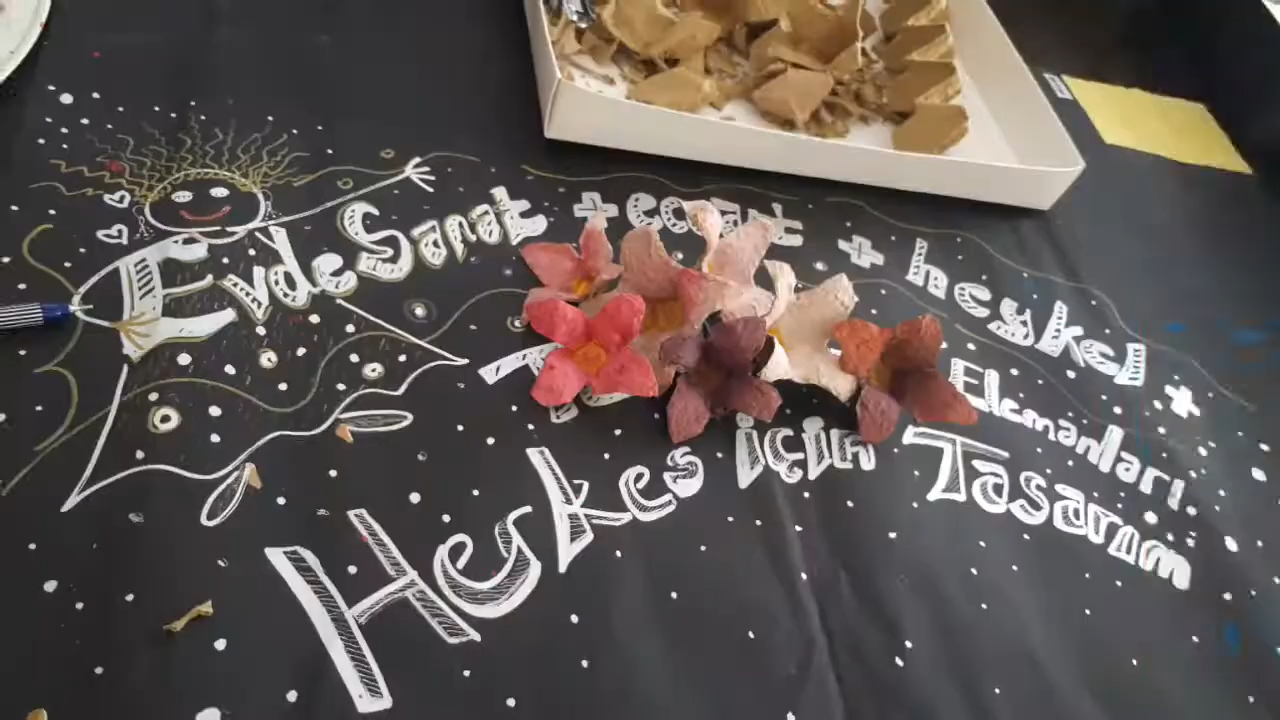 EvdeSanat + + heykel +
Elemanları!
Herkes için Tasarım